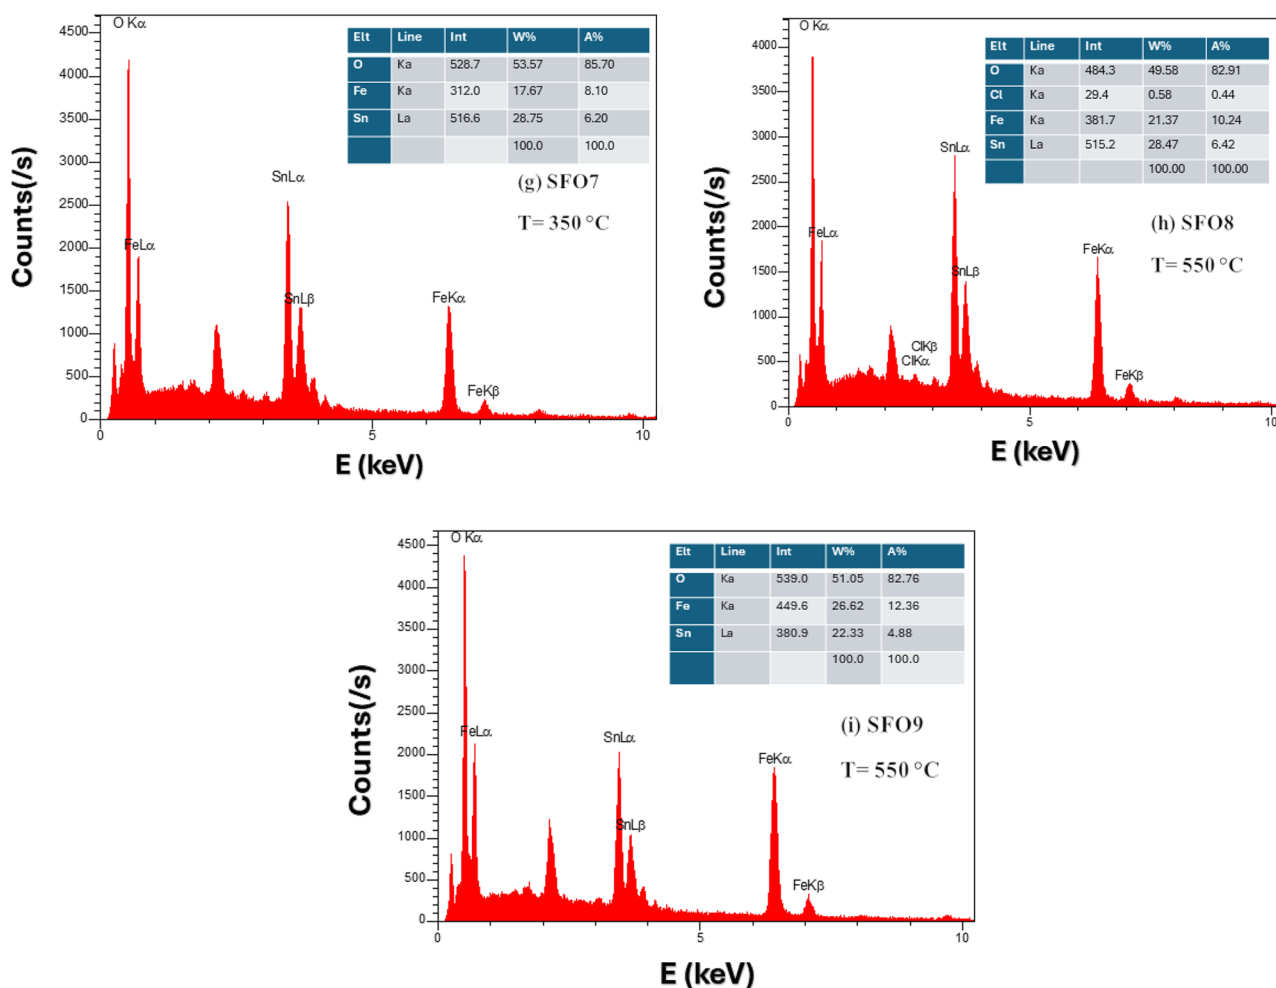 O Kα
4500
4000
3500
3000
2500
2000
1500
1000
500
0
Counts(/s)
FeLα
SnLα
SnLβ
FeKα
FeKβ
0 5 10
E (keV)
Elt Line Int W% A%
O Ka 528.7 53.57 85.70
Fe Ka 312.0 17.67 8.10
Sn La 516.6 28.75 6.20
100.0 100.0
(g) SFO7
T= 350 °C
O Kα
4000
3500
3000
2500
2000
1500
1000
500
0
Counts(/s)
FeLα
ClKβ
ClKα
SnLα
SnLβ
FeKα
FeKβ
0 5 10
E (keV)
Elt Line Int W% A%
O Ka 484.3 49.58 82.91
Cl Ka 29.4 0.58 0.44
Fe Ka 381.7 21.37 10.24
Sn La 515.2 28.47 6.42
100.00 100.00
(h) SFO8
T= 550 °C
O Kα
4500
4000
3500
3000
2500
2000
1500
1000
500
0
Counts(/s)
FeLα
SnLα
SnLβ
FeKα
FeKβ
0 5 10
E (keV)
Elt Line Int W% A%
O Ka 539.0 51.05 82.76
Fe Ka 449.6 26.62 12.36
Sn La 380.9 22.33 4.88
100.0 100.0
(i) SFO9
T= 550 °C